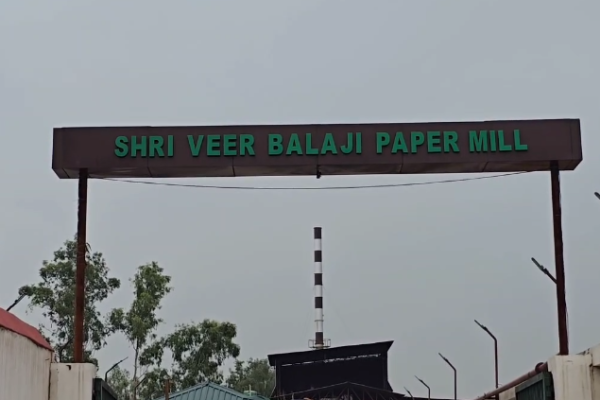 SHRI VEER BALAJI PAPER MILL